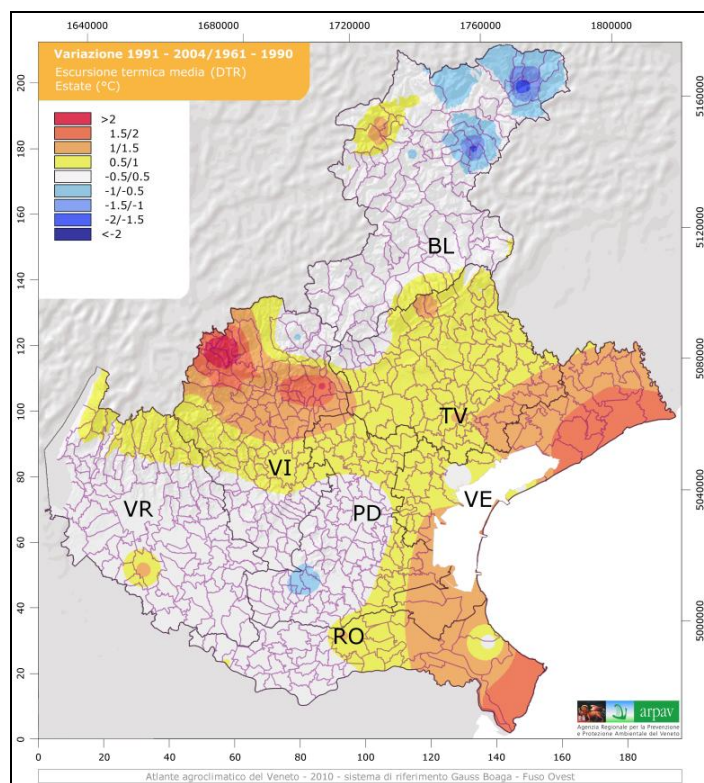 1640000 1680000 1720000 1760000 1800000
Variazione 1991 - 2004/1961 - 1990
Escursione termica media (DTR)
Estate (°C)
>2
1.5/2
1/1.5
0.5/1
-0.5/0.5
-1/-0.5
-1.5/-1
-2/-1.5
<-2
200
180
160
140
120
100
80
60
40
20
0
5160000
5120000
5080000
5040000
5000000
BL
TV
VI
VR
PD
VE
RO
arpav
Agenzia Regionale per la Prevenzione
e Protezione Ambientale del Veneto
0 20 40 60 80 100 120 140 160 180
Atlante agroclimatico del Veneto - 2010 - sistema di riferimento Gauss Boaga - Fuso Ovest